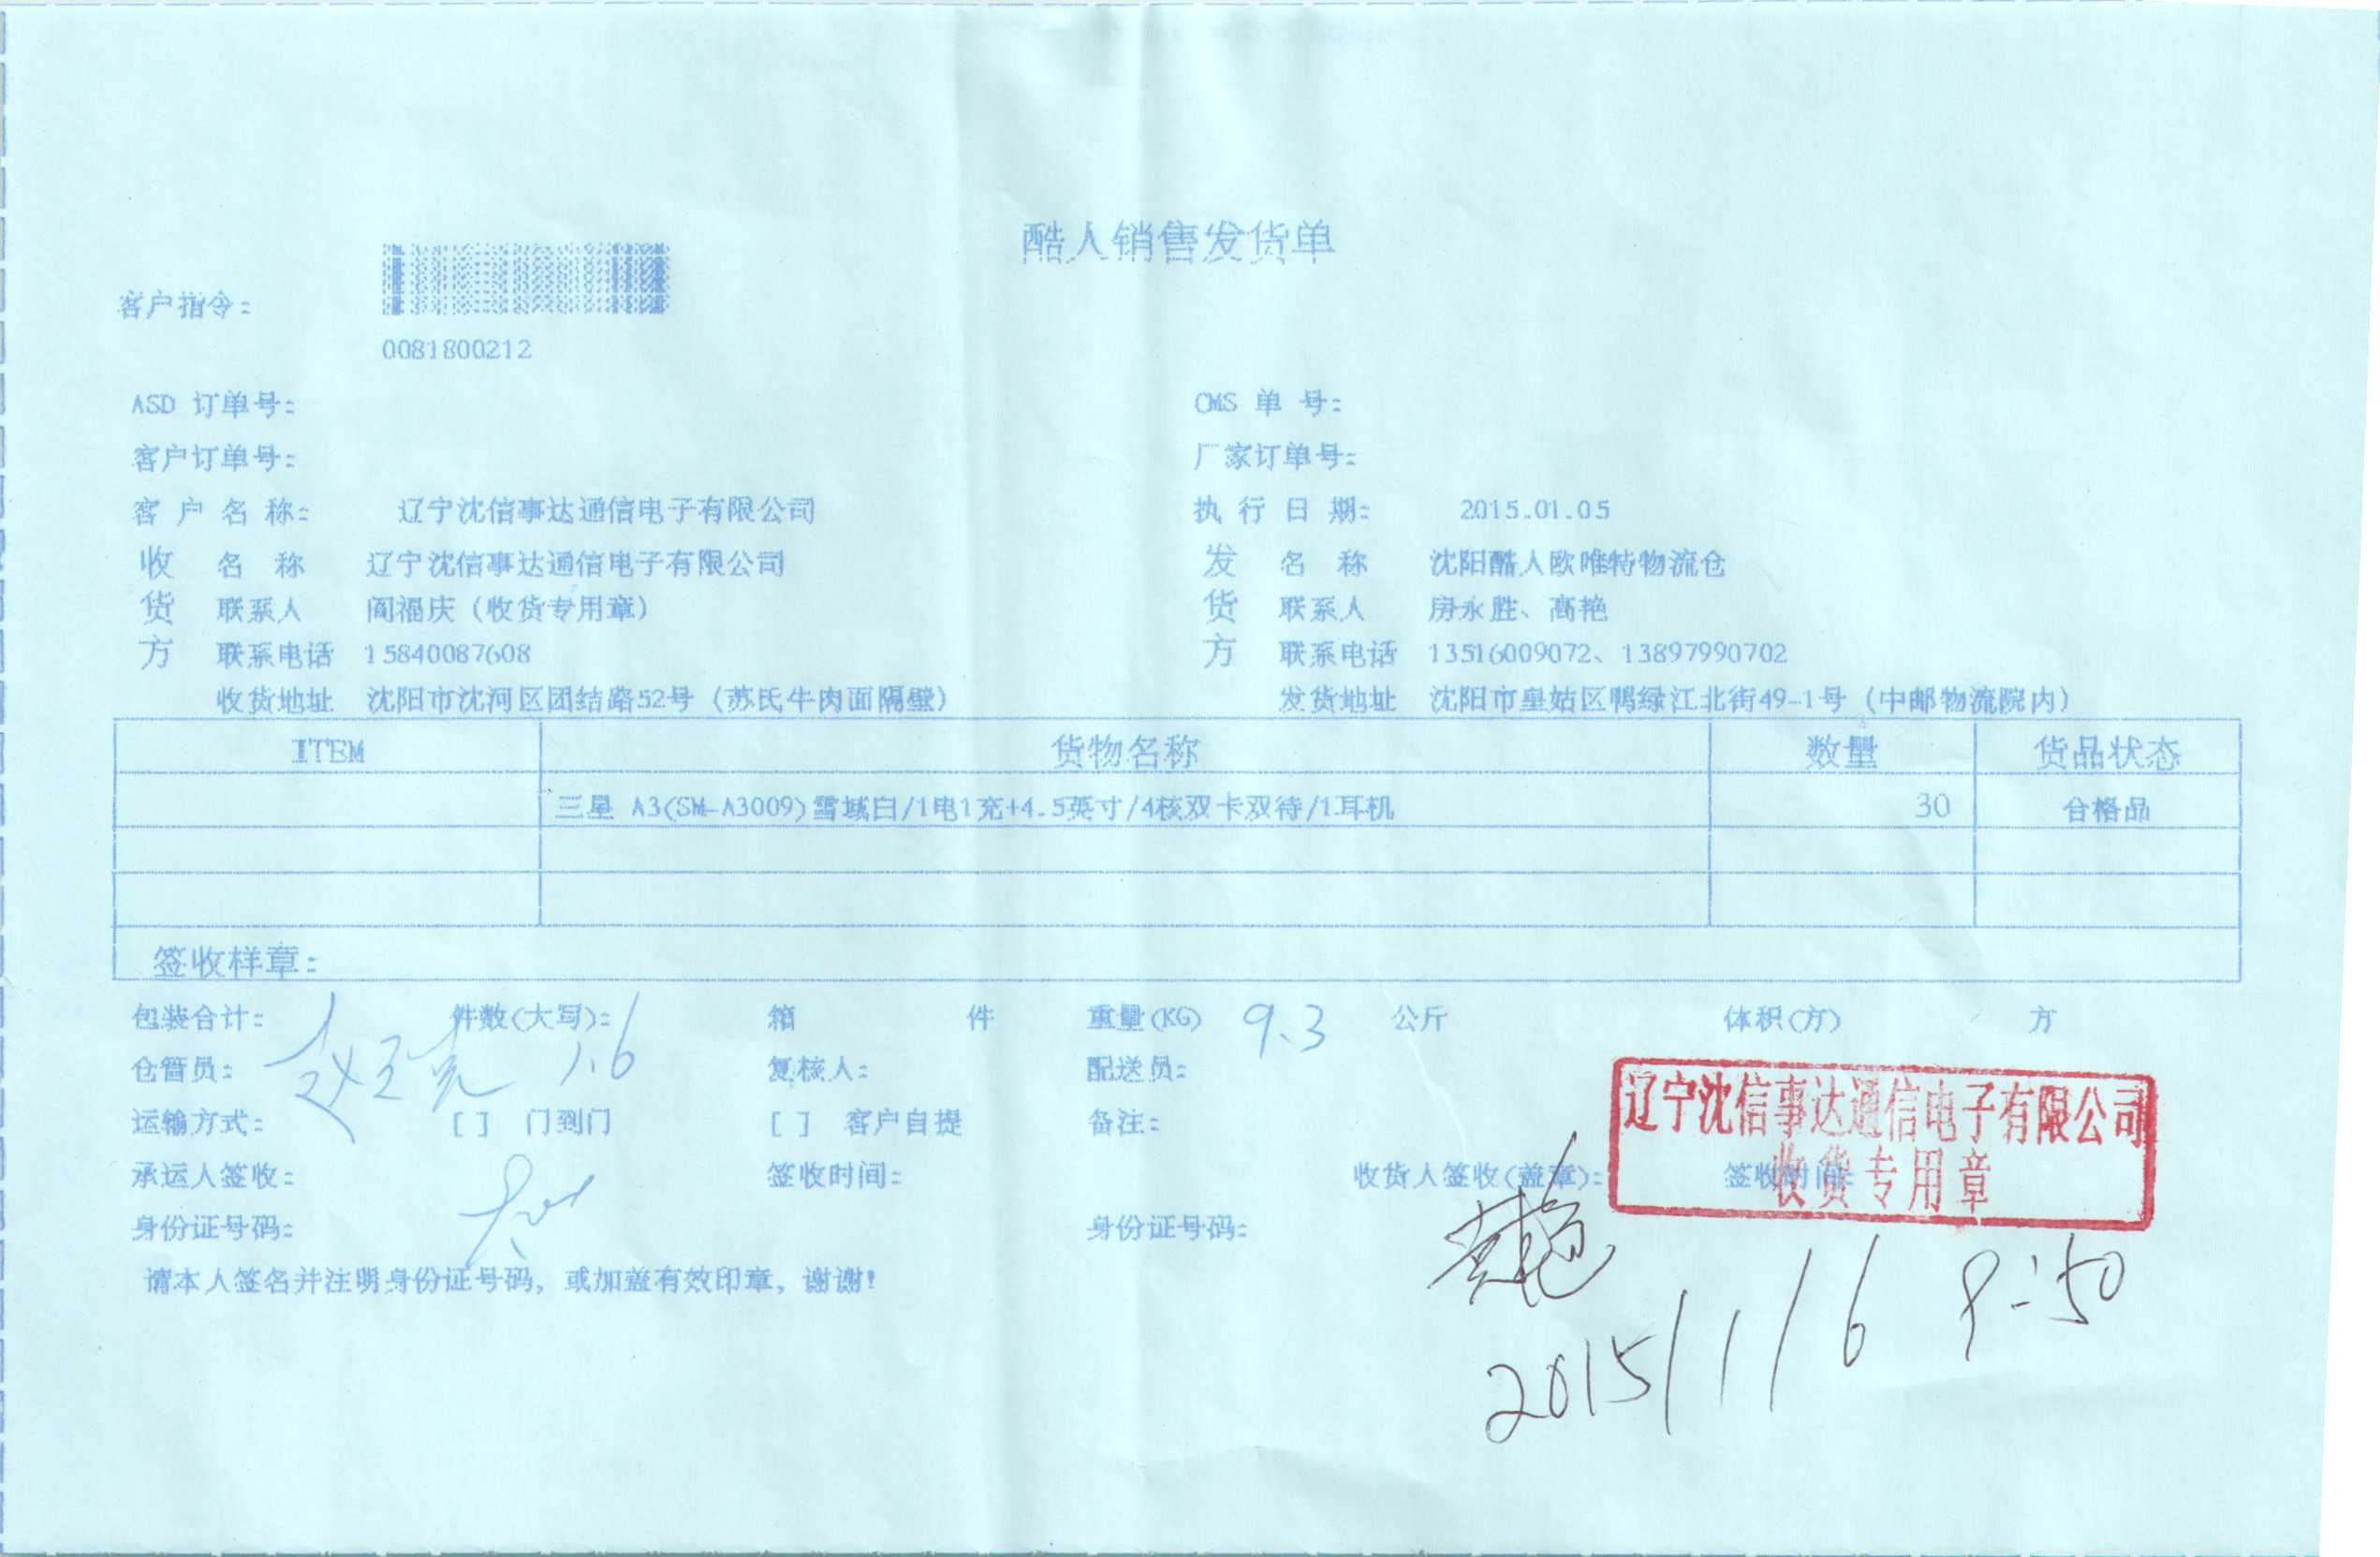 酷人销售发货单
客户指令:
0081800212
ASD 订单号: CMS 单 号:
客户订单号: 厂家订单号:
客 户 名 称: 辽宁沈信事达通信电子有限公司 执 行 日 期: 2015.01.05
收 名 称 辽宁沈信事达通信电子有限公司 发 名 称 沈阳酷人欧唯特物流仓
货 联系人 阎福庆（收货专用章） 货 联系人 房永胜、高艳
方 联系电话 15840087608 方 联系电话 13516009072、13897990702
收货地址 沈阳市沈河区团结路52号（苏氏牛肉面隔壁） 发货地址 沈阳市皇姑区鸭绿江北街49-1号（中邮物流院内）
ITEM 货物名称 数量 货品状态
三星 A3(SM-A3009)雪域白/1电1充+4.5英寸/4核双卡双待/1耳机 30 合格品
签收样章:
包装合计: 件数(大写): 箱 件 重量(KG) 9.3 公斤 体积(方) 方
仓管员: 1.6 复核人: 配送员:
运输方式: [ ] 门到门 [ ] 客户自提 备注:
辽宁沈信事达通信电子有限公司
收货专用章
承运人签收: 签收时间: 收货人签收(盖章): 签收时间:
身份证号码: 身份证号码:
请本人签名并注明身份证号码，或加盖有效印章，谢谢!
2015/1/6 9:50